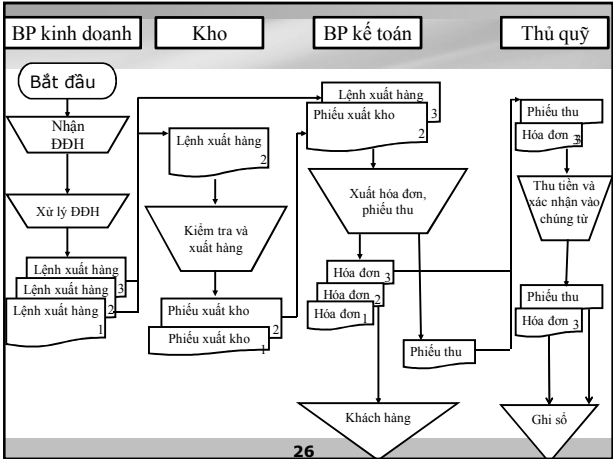 BP kinh doanh
Kho
BP kế toán
Thủ quỹ
Bắt đầu
Nhận
ĐĐH
Xử lý ĐĐH
Lệnh xuất hàng
3
Lệnh xuất hàng
2
Lệnh xuất hàng
1
Lệnh xuất hàng
2
Kiểm tra và
xuất hàng
Phiếu xuất kho
2
Phiếu xuất kho
1
Lệnh xuất hàng
3
Phiếu xuất kho
2
Xuất hóa đơn,
phiếu thu
Hóa đơn 3
Hóa đơn 2
Hóa đơn 1
Phiếu thu
Khách hàng
Phiếu thu
Hóa đơn 3
Thu tiền và
xác nhận vào
chúng từ
Phiếu thu
Hóa đơn 3
Ghi sổ
26